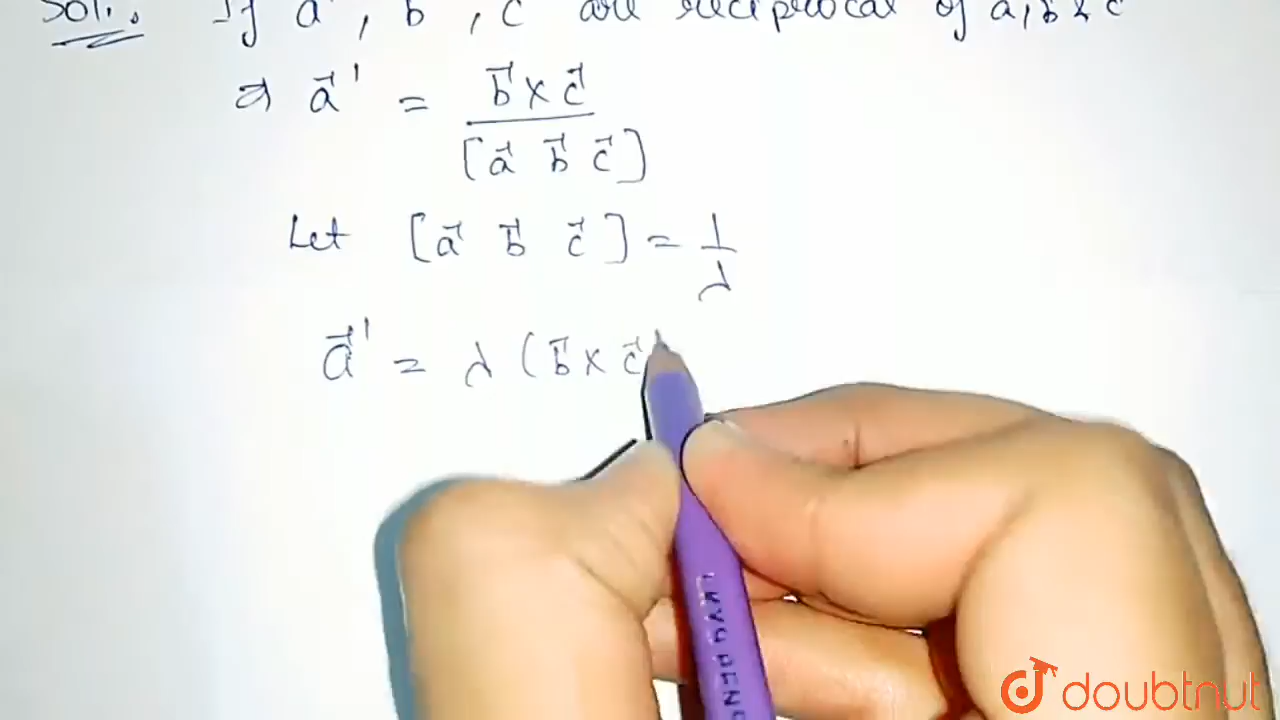 Sol:. If a', b', c' are reciprocal of a, b & c
⇒ a⃗' = b⃗ × c⃗ / [a⃗ b⃗ c⃗]
Let [a⃗ b⃗ c⃗] = 1/λ
a⃗' = λ (b⃗ × c⃗
doubtnut